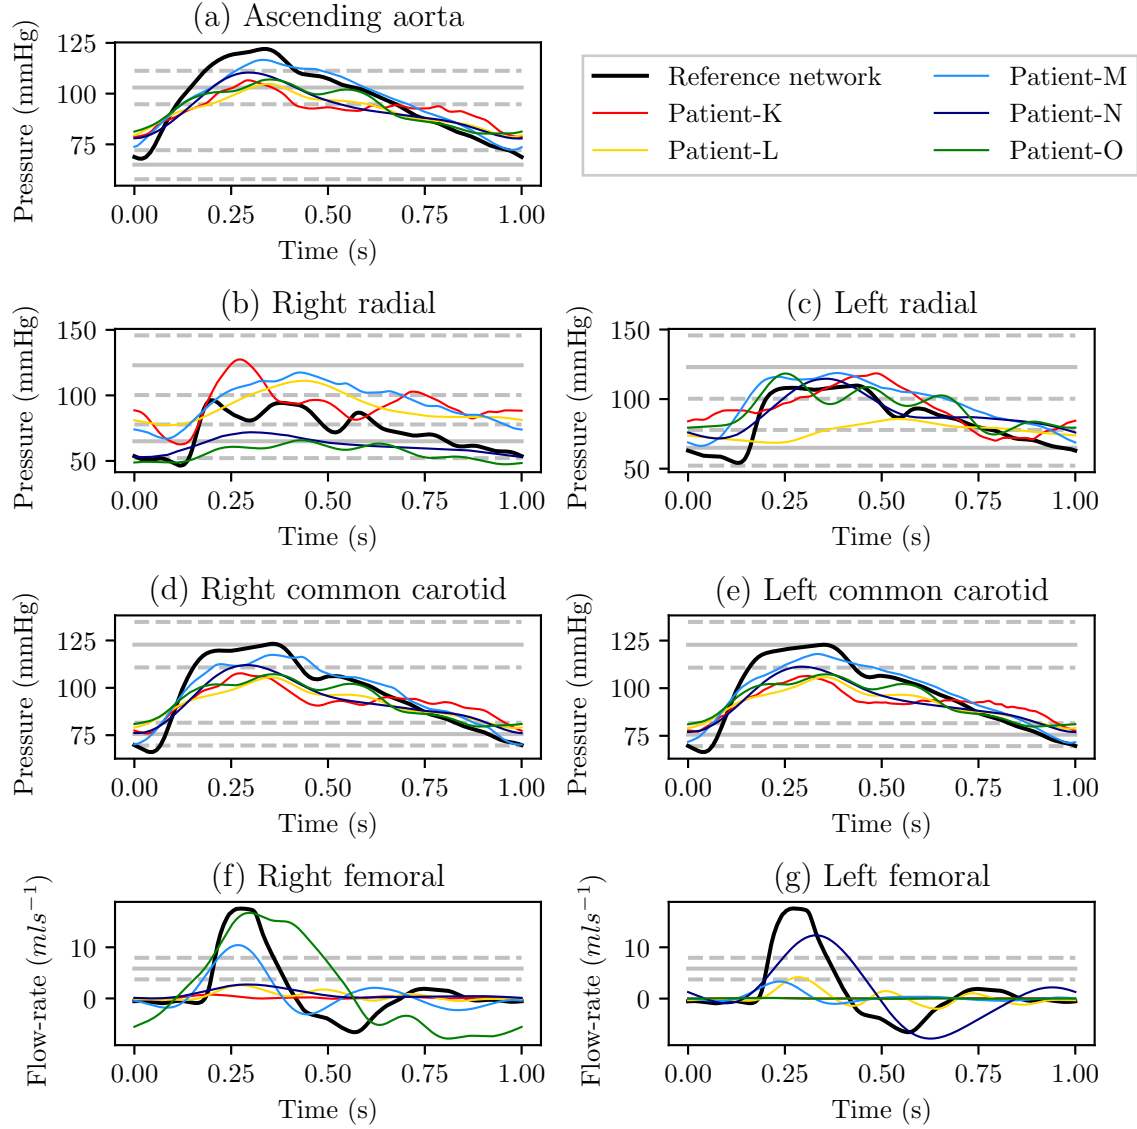 (a) Ascending aorta
125
100
75
Pressure (mmHg)
0.00 0.25 0.50 0.75 1.00
Time (s)
Reference network
Patient-K
Patient-L
Patient-M
Patient-N
Patient-O
(b) Right radial
150
100
50
Pressure (mmHg)
0.00 0.25 0.50 0.75 1.00
Time (s)
(c) Left radial
150
100
50
Pressure (mmHg)
0.00 0.25 0.50 0.75 1.00
Time (s)
(d) Right common carotid
125
100
75
Pressure (mmHg)
0.00 0.25 0.50 0.75 1.00
Time (s)
(e) Left common carotid
125
100
75
Pressure (mmHg)
0.00 0.25 0.50 0.75 1.00
Time (s)
(f) Right femoral
10
0
Flow-rate (mls⁻¹)
0.00 0.25 0.50 0.75 1.00
Time (s)
(g) Left femoral
10
0
Flow-rate (mls⁻¹)
0.00 0.25 0.50 0.75 1.00
Time (s)